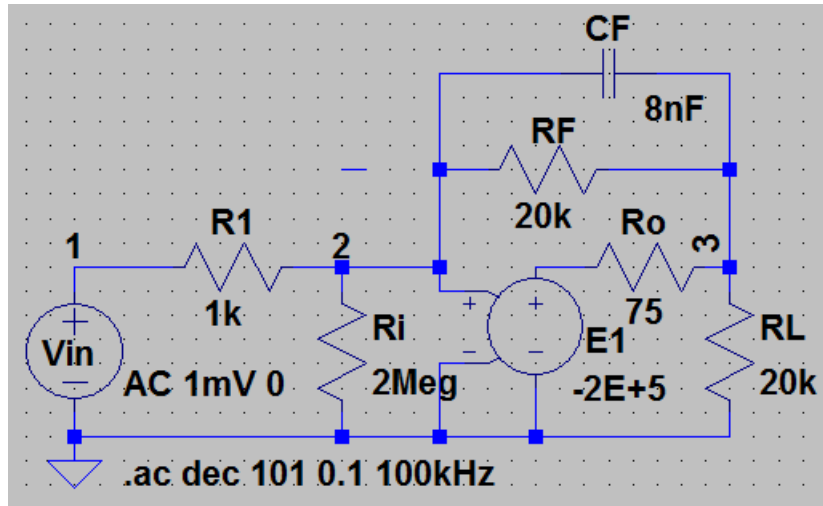 CF
8nF
RF
20k
R1
1k
1
2
Ro
75
3
Vin
+
−
AC 1mV 0
Ri
2Meg
+
−
+
−
E1
-2E+5
RL
20k
.ac dec 101 0.1 100kHz